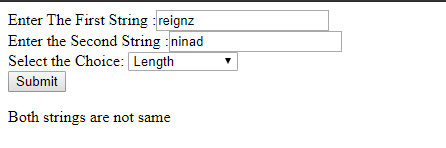 Enter The First String :reignz
Enter the Second String :ninad
Select the Choice: Length
Submit
Both strings are not same